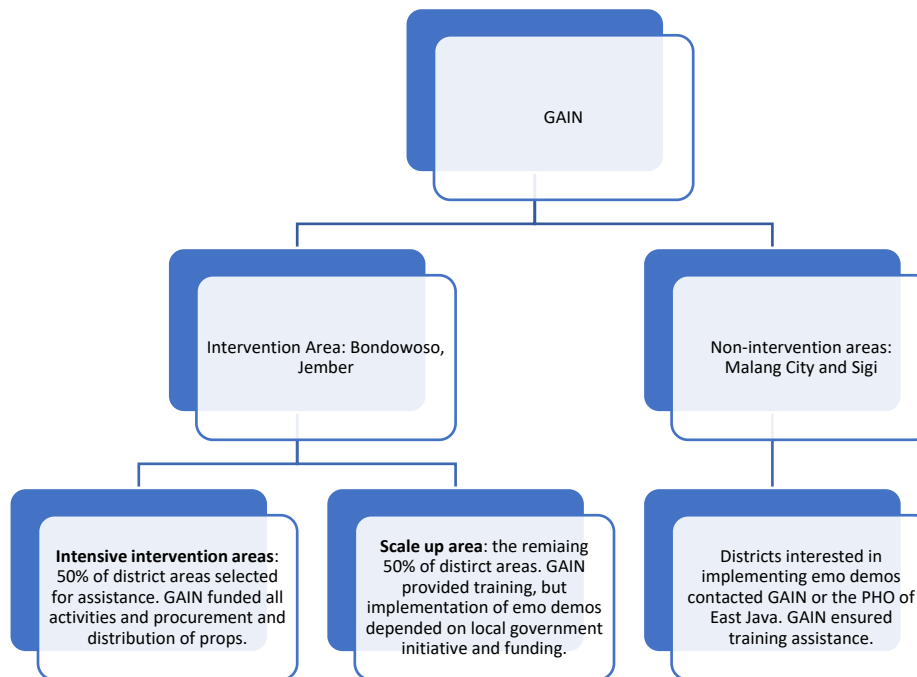 GAIN
Intervention Area: Bondowoso,
Jember
Non-intervention areas:
Malang City and Sigi
Intensive intervention areas:
50% of district areas selected
for assistance. GAIN funded all
activities and procurement and
distribution of props.
Scale up area: the remiaing
50% of distirct areas. GAIN
provided training, but
implementation of emo demos
depended on local government
initiative and funding.
Districts interested in
implementing emo demos
contacted GAIN or the PHO of
East Java. GAIN ensured
training assistance.